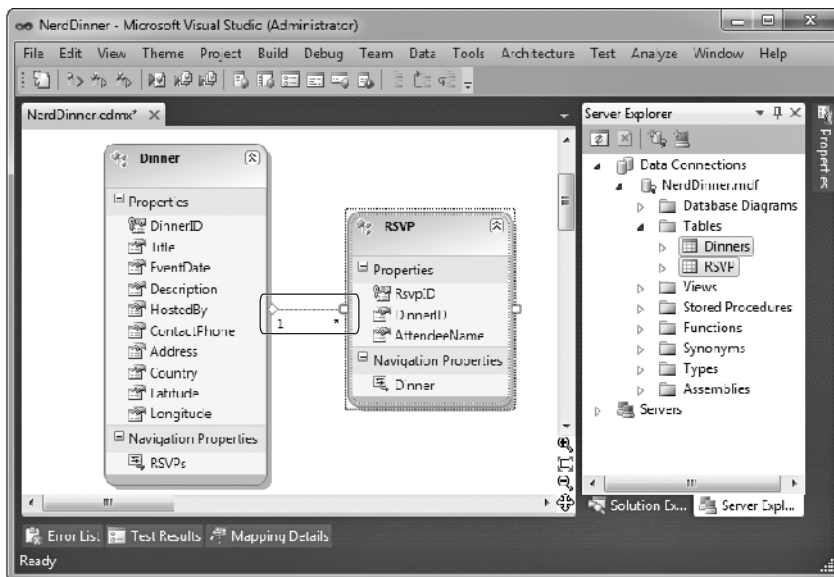 NerdDinner - Microsoft Visual Studio (Administrator)
File Edit View Theme Project Build Debug Team Data Tools Architecture Test Analyze Window Help
NerdDinner.edmx*
Dinner
Properties
DinnerID
Title
EventDate
Description
HostedBy
ContactPhone
Address
Country
Latitude
Longitude
Navigation Properties
RSVPs
1 *
RSVP
Properties
RsvpID
DinnerID
AttendeeName
Navigation Properties
Dinner
Server Explorer
Data Connections
NerdDinner.mdf
Database Diagrams
Tables
Dinners
RSVP
Views
Stored Procedures
Functions
Synonyms
Types
Assemblies
Servers
Solution Ex...
Server Expl...
Properties
Error List Test Results Mapping Details
Ready